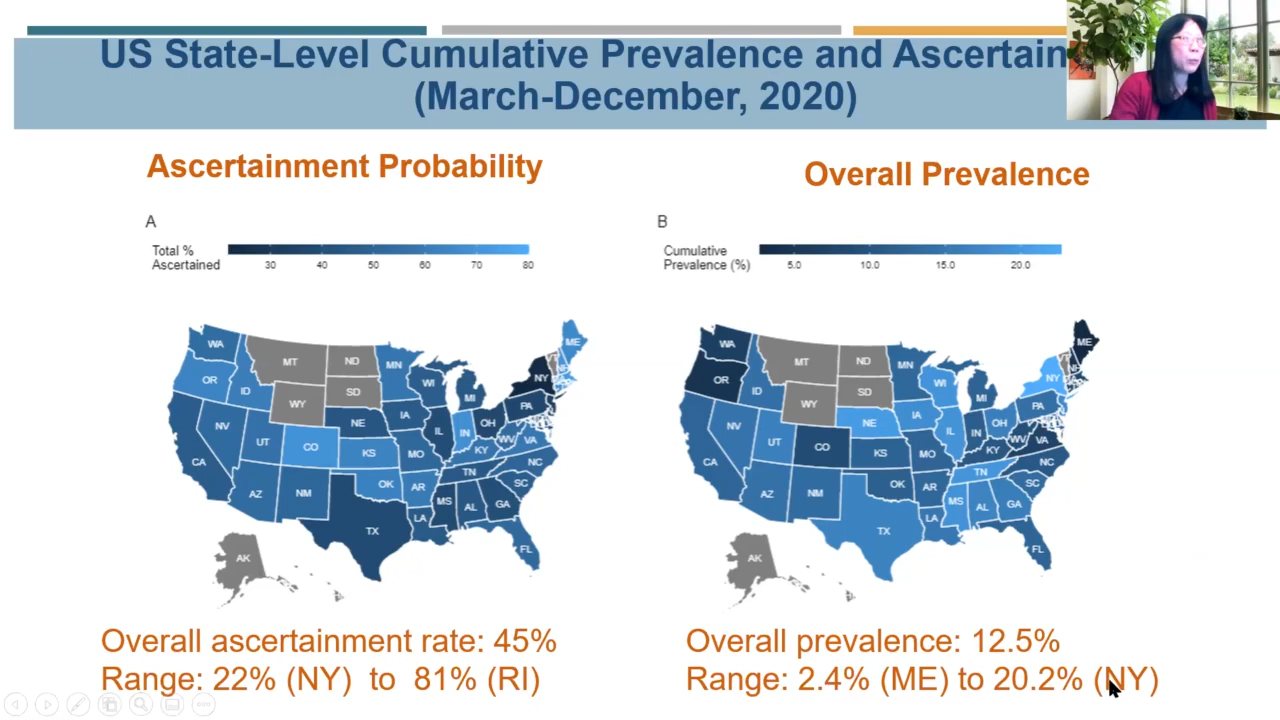 US State-Level Cumulative Prevalence and Ascertain
(March-December, 2020)
Ascertainment Probability
Overall Prevalence
A
Total %
Ascertained
30 40 50 60 70 80
B
Cumulative
Prevalence (%)
5.0 10.0 15.0 20.0
WA
MT
ND
MN
ME
OR
ID
SD
WI
NY
WY
MI
NV
NE
IA
PA
UT
CO
IL
IN
OH
CA
KS
MO
KY
WV
VA
AZ
NM
OK
AR
TN
NC
SC
TX
LA
MS
AL
GA
FL
AK
WA
MT
ND
MN
ME
OR
ID
SD
WI
NY
WY
MI
NV
NE
IA
PA
UT
CO
IL
IN
OH
CA
KS
MO
KY
WV
VA
AZ
NM
OK
AR
TN
NC
SC
TX
LA
MS
AL
GA
FL
AK
Overall ascertainment rate: 45%
Range: 22% (NY) to 81% (RI)
Overall prevalence: 12.5%
Range: 2.4% (ME) to 20.2% (NY)